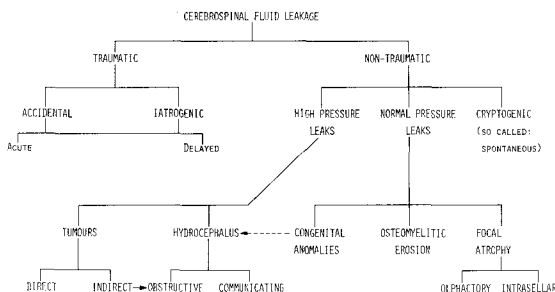 CEREBROSPINAL FLUID LEAKAGE
TRAUMATIC NON-TRAUMATIC
ACCIDENTAL IATROGENIC HIGH PRESSURE NORMAL PRESSURE CRYPTOGENIC
LEAKS LEAKS (SO CALLED:
ACUTE DELAYED SPONTANEOUS)
TUMOURS HYDROCEPHALUS CONGENITAL OSTEOMYELITIC FOCAL
ANOMALIES EROSION ATROPHY
DIRECT INDIRECT OBSTRUCTIVE COMMUNICATING OLPHACTORY INTRASELLAR